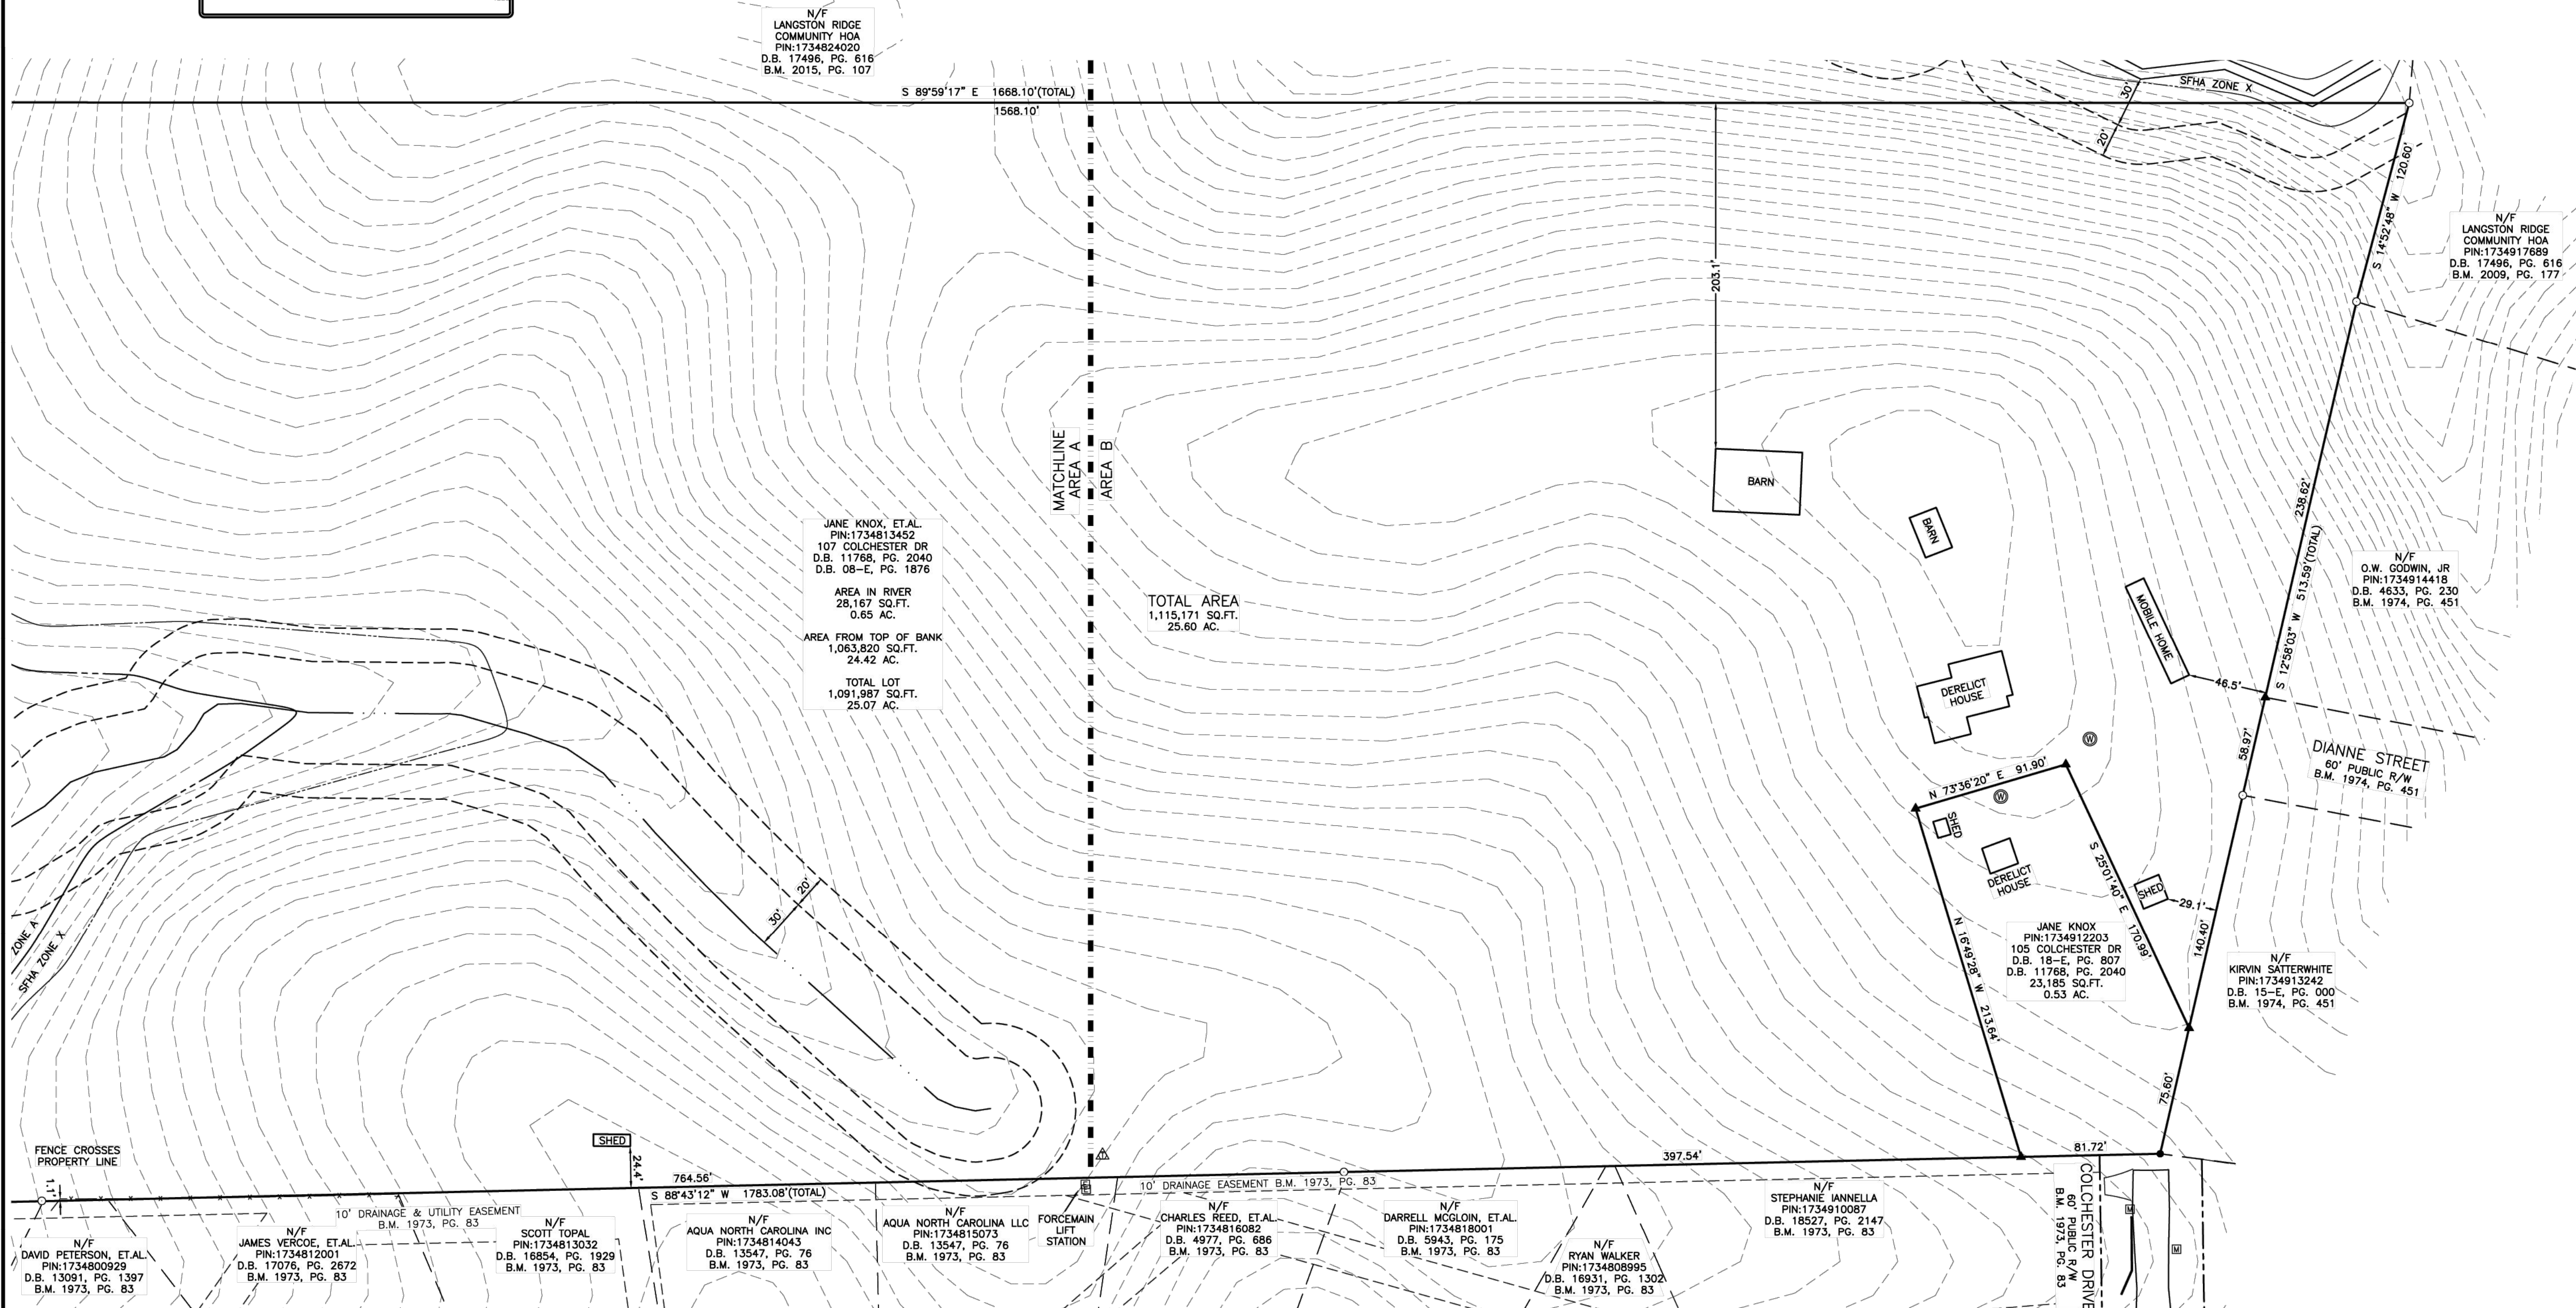 N/F
LANGSTON RIDGE
COMMUNITY HOA
PIN:1734824020
D.B. 17496, PG. 616
B.M. 2015, PG. 107
S 89°59'17" E 1668.10'(TOTAL)
1568.10'
SFHA ZONE X
30'
20'
S 14°52'48" W 120.60'
N/F
LANGSTON RIDGE
COMMUNITY HOA
PIN:1734917689
D.B. 17496, PG. 616
B.M. 2009, PG. 177
203.1'
MATCHLINE
AREA A
AREA B
BARN
BARN
238.62'
S 12°58'03" W 513.59'(TOTAL)
N/F
O.W. GODWIN, JR
PIN:1734914418
D.B. 4633, PG. 230
B.M. 1974, PG. 451
JANE KNOX, ET.AL.
PIN:1734813452
107 COLCHESTER DR
D.B. 11768, PG. 2040
D.B. 08-E, PG. 1876
AREA IN RIVER
28,167 SQ.FT.
0.65 AC.
AREA FROM TOP OF BANK
1,063,820 SQ.FT.
24.42 AC.
TOTAL LOT
1,091,987 SQ.FT.
25.07 AC.
TOTAL AREA
1,115,171 SQ.FT.
25.60 AC.
MOBILE HOME
46.5'
DERELICT
HOUSE
W
58.97'
DIANNE STREET
60' PUBLIC R/W
B.M. 1974, PG. 451
N 73°36'20" E 91.90'
W
SHED
DERELICT
HOUSE
S 25°01'40" E 170.99'
SHED
29.1'
140.40'
20'
30'
ZONE A
SFHA ZONE X
N 16°49'28" W 213.64'
JANE KNOX
PIN:1734912203
105 COLCHESTER DR
D.B. 18-E, PG. 807
D.B. 11768, PG. 2040
23,185 SQ.FT.
0.53 AC.
N/F
KIRVIN SATTERWHITE
PIN:1734913242
D.B. 15-E, PG. 000
B.M. 1974, PG. 451
75.60'
FENCE CROSSES
PROPERTY LINE
1.1'
SHED
24.4'
764.56'
S 88°43'12" W 1783.08'(TOTAL)
397.54'
81.72'
10' DRAINAGE EASEMENT B.M. 1973, PG. 83
10' DRAINAGE & UTILITY EASEMENT
B.M. 1973, PG. 83
N/F
DAVID PETERSON, ET.AL.
PIN:1734800929
D.B. 13091, PG. 1397
B.M. 1973, PG. 83
N/F
JAMES VERCOE, ET.AL.
PIN:1734812001
D.B. 17076, PG. 2672
B.M. 1973, PG. 83
N/F
SCOTT TOPAL
PIN:1734813032
D.B. 16854, PG. 1929
B.M. 1973, PG. 83
N/F
AQUA NORTH CAROLINA INC
PIN:1734814043
D.B. 13547, PG. 76
B.M. 1973, PG. 83
N/F
AQUA NORTH CAROLINA LLC
PIN:1734815073
D.B. 13547, PG. 76
B.M. 1973, PG. 83
FORCEMAIN
LIFT
STATION
N/F
CHARLES REED, ET.AL.
PIN:1734816082
D.B. 4977, PG. 686
B.M. 1973, PG. 83
N/F
DARRELL MCGLOIN, ET.AL.
PIN:1734818001
D.B. 5943, PG. 175
B.M. 1973, PG. 83
N/F
RYAN WALKER
PIN:1734808995
D.B. 16931, PG. 1302
B.M. 1973, PG. 83
N/F
STEPHANIE IANNELLA
PIN:1734910087
D.B. 18527, PG. 2147
B.M. 1973, PG. 83
COLCHESTER DRIVE
60' PUBLIC R/W
B.M. 1973, PG. 83
M
M